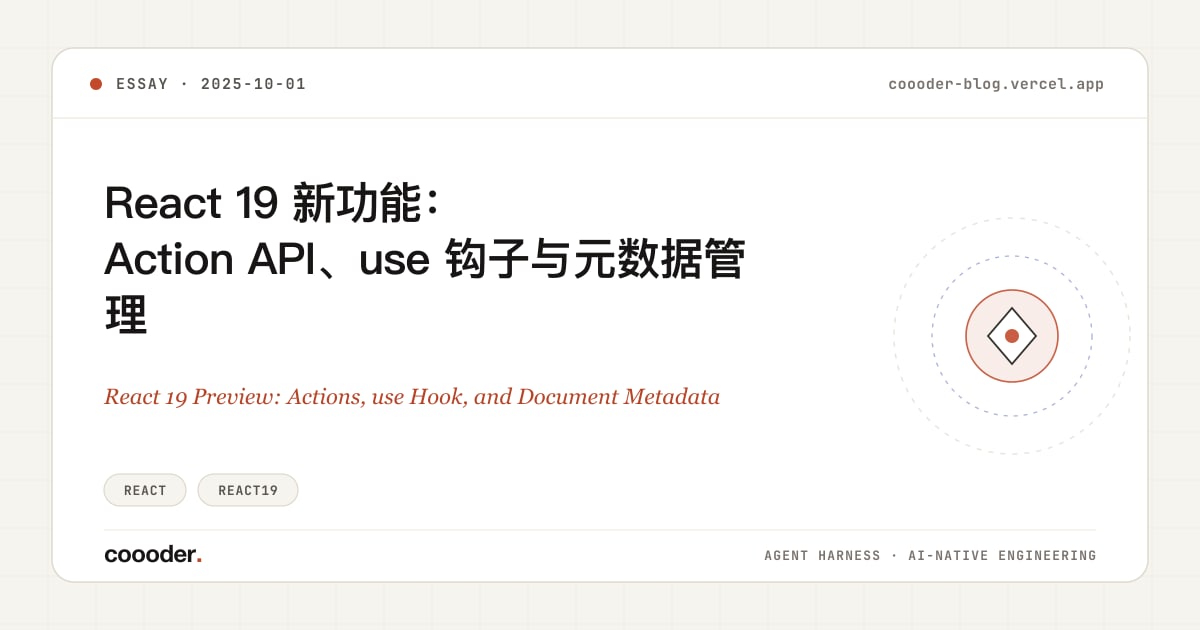 ESSAY · 2025-10-01
coooder-blog.vercel.app
React 19 新功能：
Action API、use 钩子与元数据管
理
React 19 Preview: Actions, use Hook, and Document Metadata
REACT
REACT19
coooder.
AGENT HARNESS · AI-NATIVE ENGINEERING